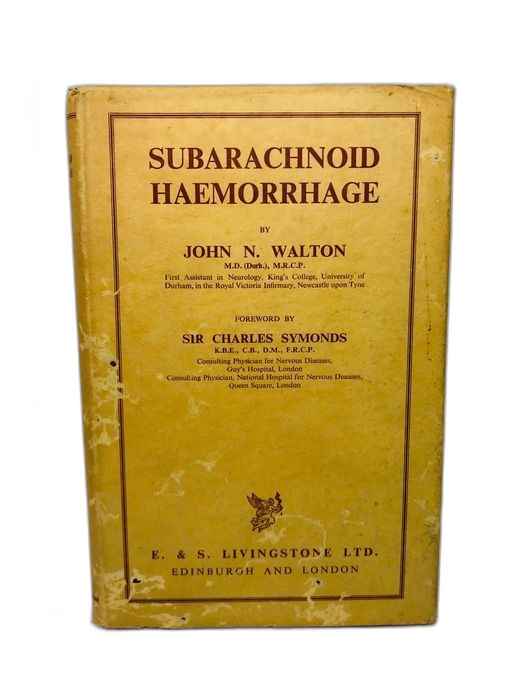 SUBARACHNOID
HAEMORRHAGE
BY
JOHN N. WALTON
M.D. (Durh.), M.R.C.P.
First Assistant in Neurology, King's College, University of
Durham, in the Royal Victoria Infirmary, Newcastle upon Tyne
FOREWORD BY
SIR CHARLES SYMONDS
K.B.E., C.B., D.M., F.R.C.P.
Consulting Physician for Nervous Diseases,
Guy's Hospital, London
Consulting Physician, National Hospital for Nervous Diseases,
Queen Square, London
E. & S. LIVINGSTONE LTD.
EDINBURGH AND LONDON